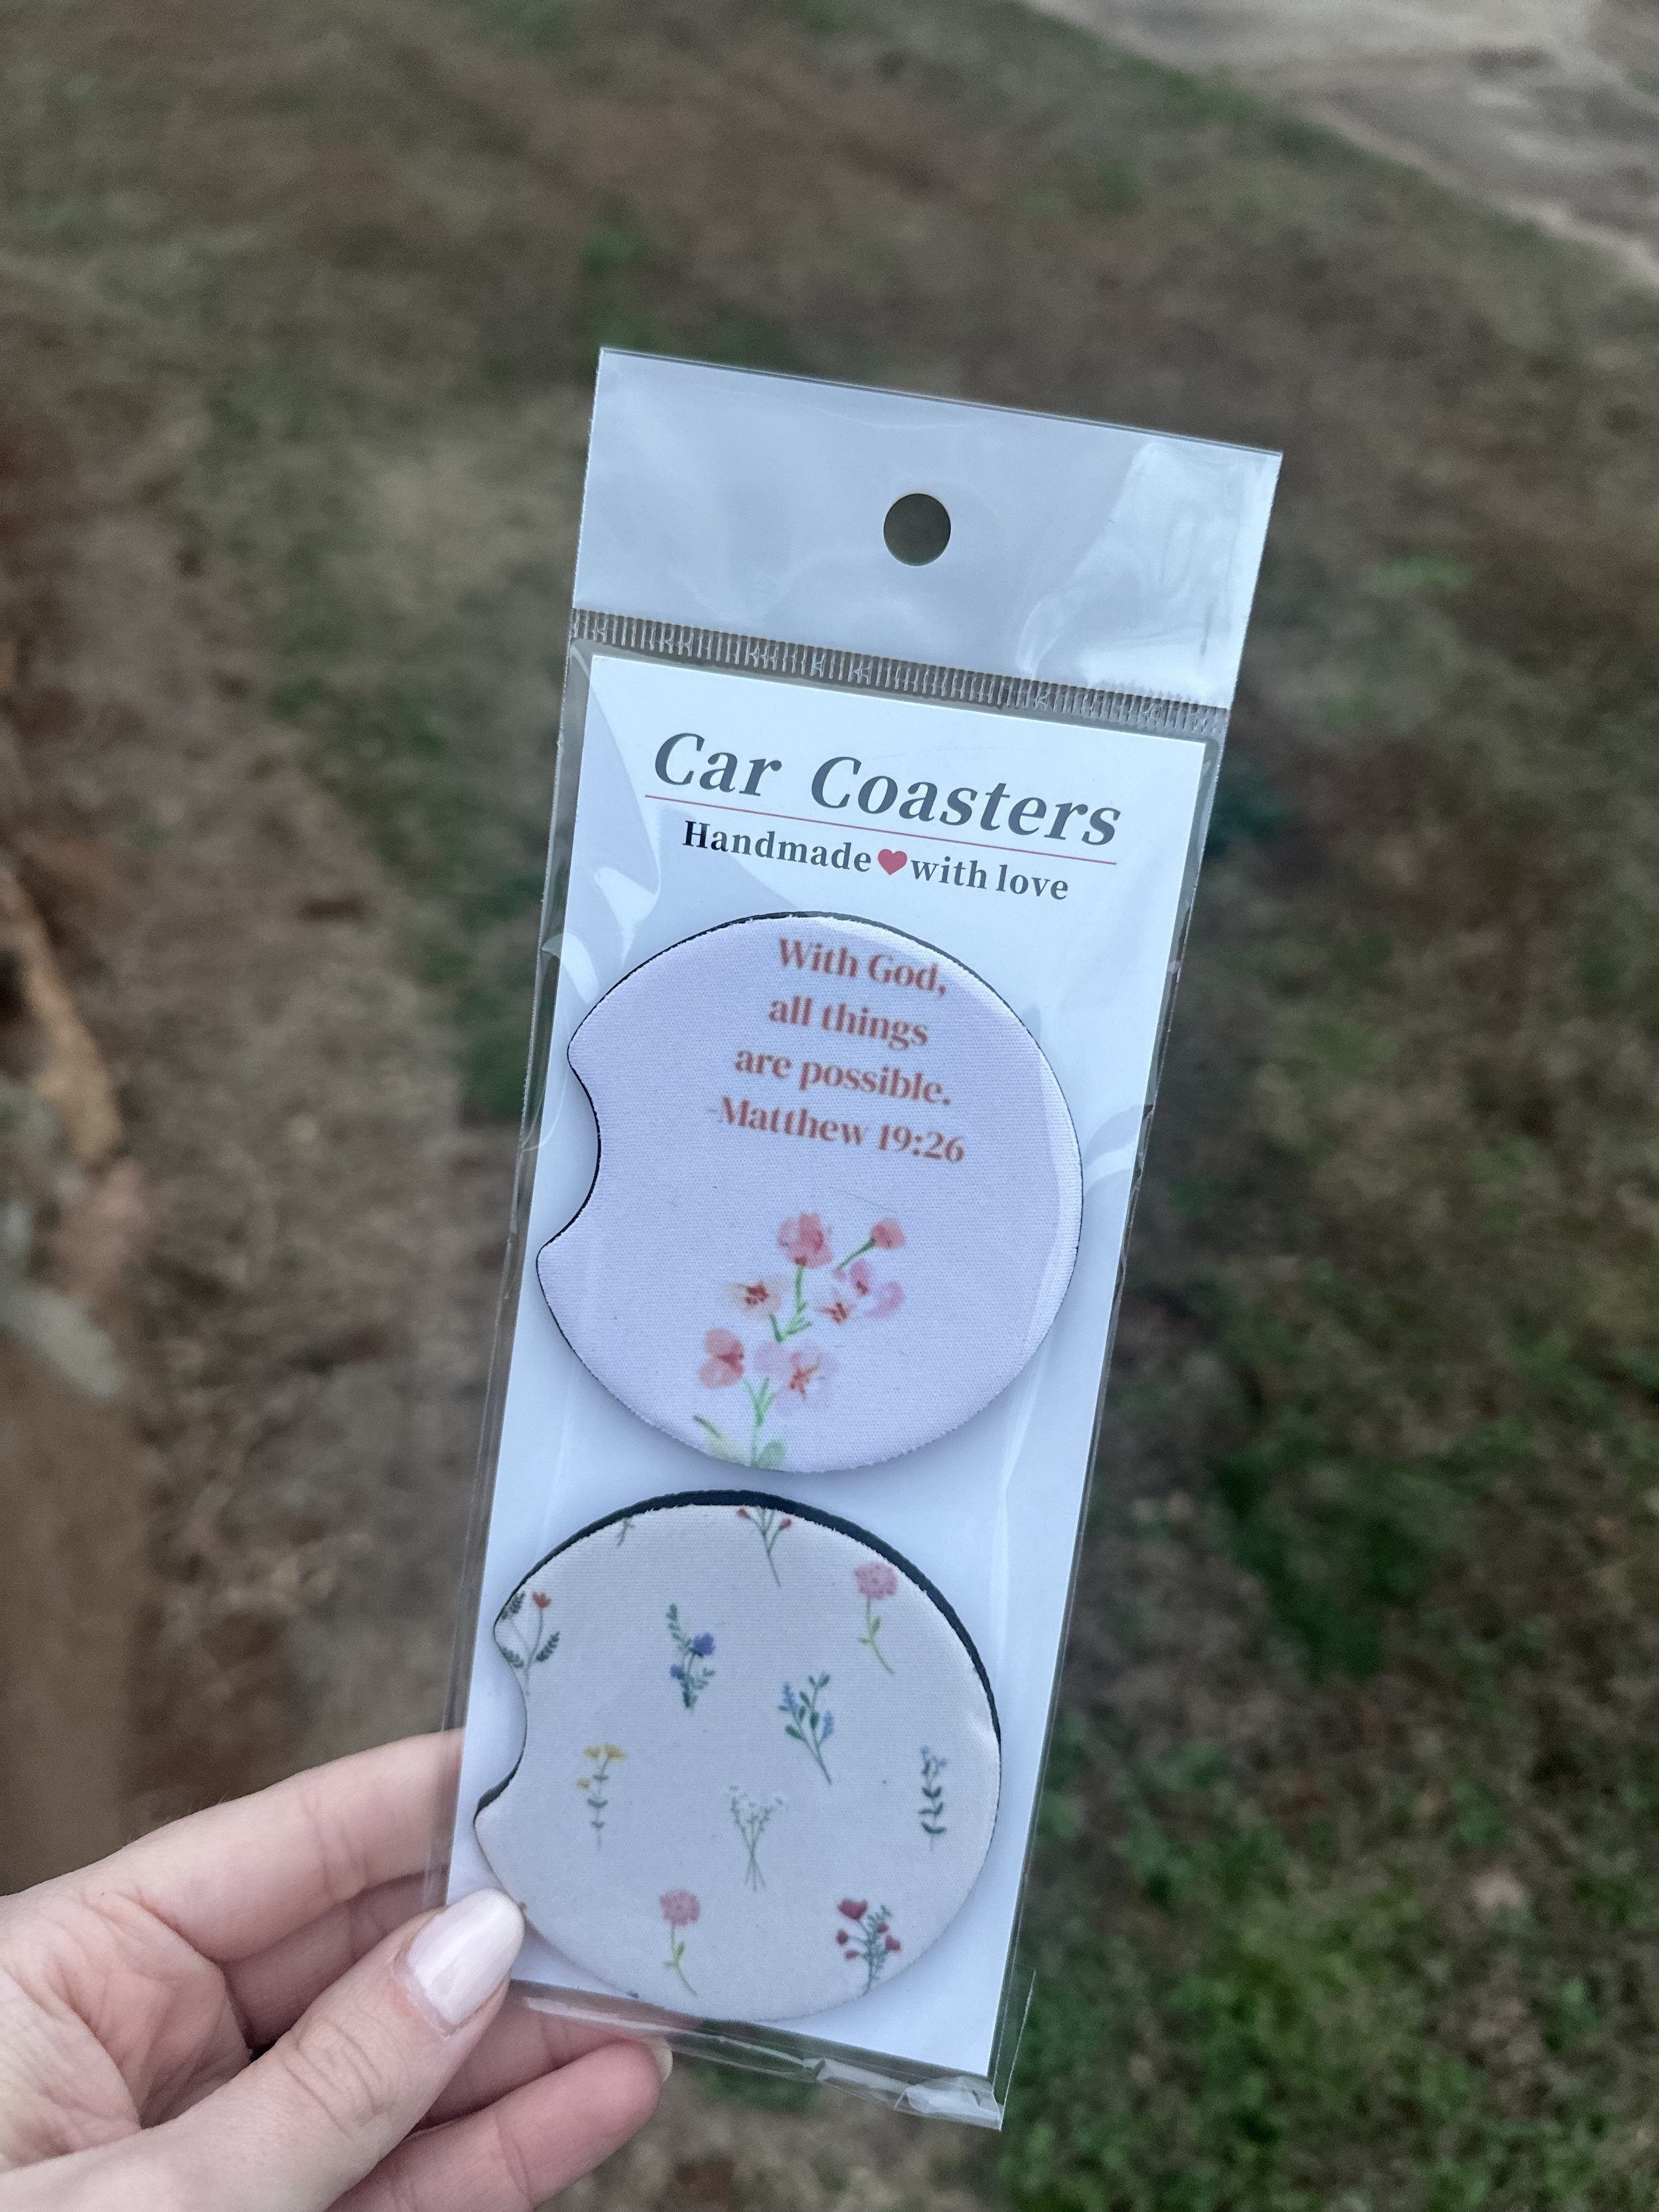 Car Coasters
Handmade❤with love
With God,
all things
are possible.
-Matthew 19:26